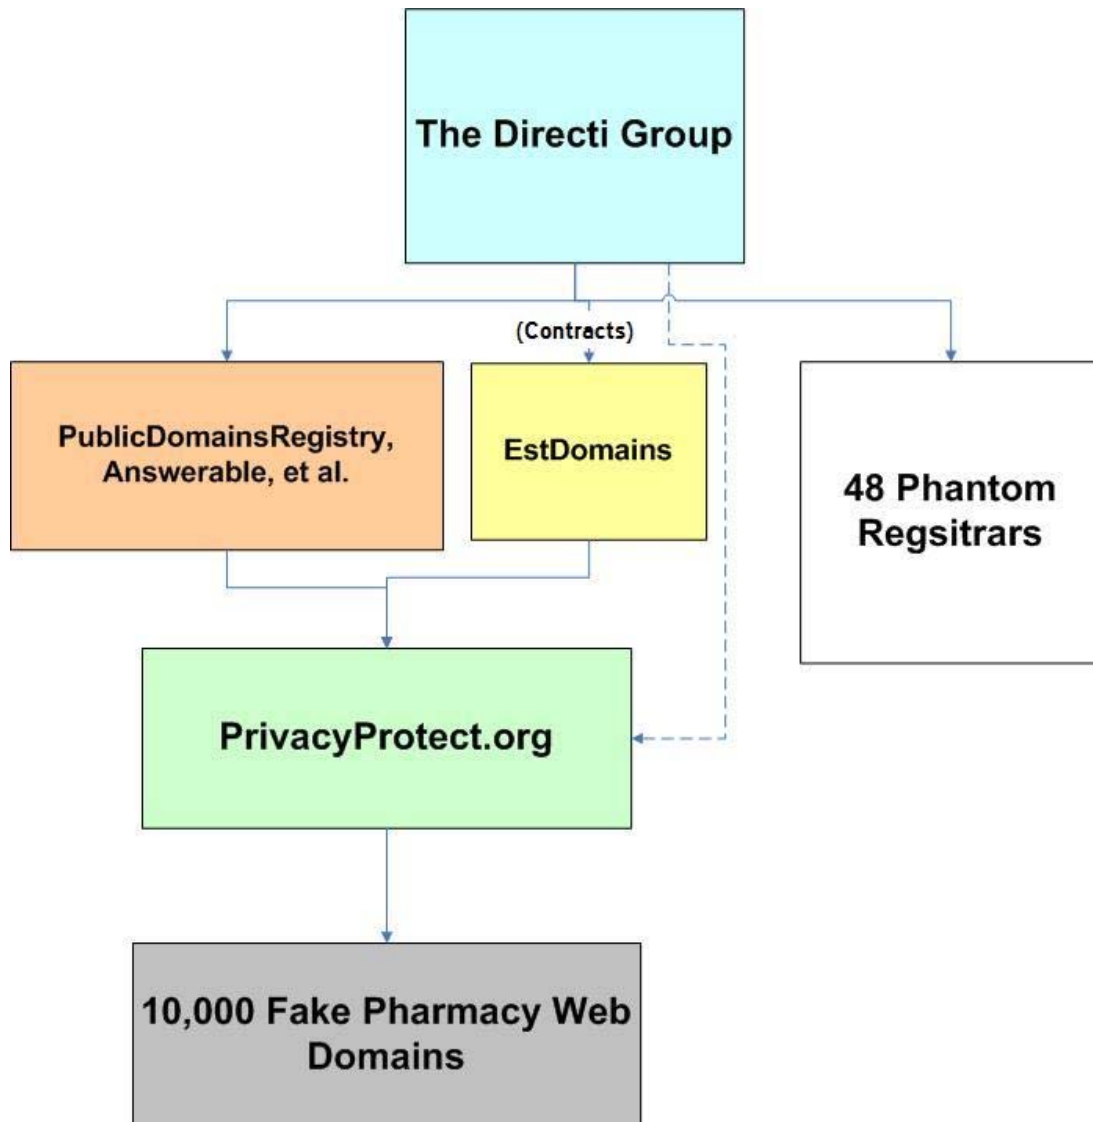 The Directi Group
(Contracts)
PublicDomainsRegistry,
Answerable, et al.
EstDomains
48 Phantom
Regsitrars
PrivacyProtect.org
10,000 Fake Pharmacy Web
Domains